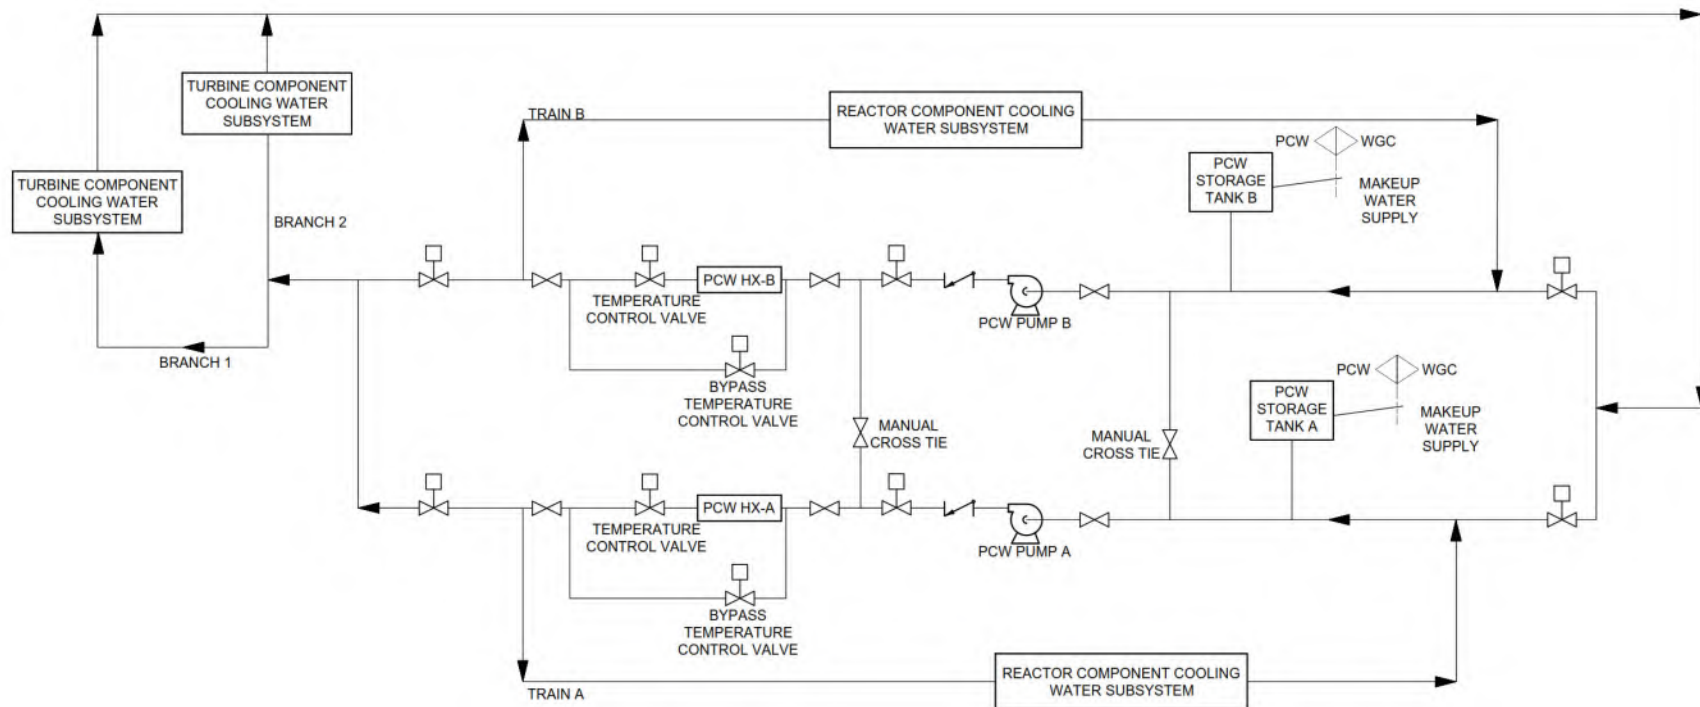 TURBINE COMPONENT
COOLING WATER
SUBSYSTEM
TURBINE COMPONENT
COOLING WATER
SUBSYSTEM
BRANCH 2
BRANCH 1
TRAIN B
REACTOR COMPONENT COOLING
WATER SUBSYSTEM
PCW
WGC
PCW
STORAGE
TANK B
MAKEUP
WATER
SUPPLY
PCW HX-B
TEMPERATURE
CONTROL VALVE
PCW PUMP B
BYPASS
TEMPERATURE
CONTROL VALVE
MANUAL
CROSS TIE
MANUAL
CROSS TIE
PCW
WGC
PCW
STORAGE
TANK A
MAKEUP
WATER
SUPPLY
PCW HX-A
TEMPERATURE
CONTROL VALVE
PCW PUMP A
BYPASS
TEMPERATURE
CONTROL VALVE
TRAIN A
REACTOR COMPONENT COOLING
WATER SUBSYSTEM